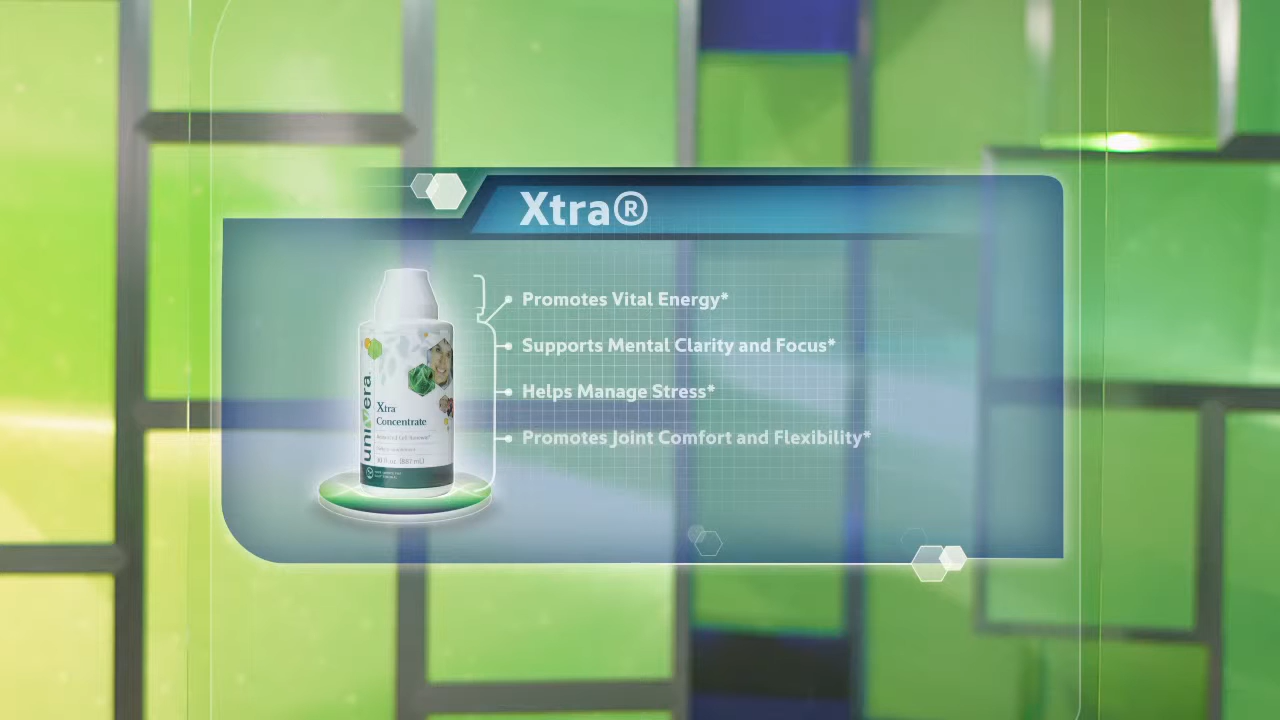 Xtra®
Promotes Vital Energy*
Supports Mental Clarity and Focus*
Helps Manage Stress*
Promotes Joint Comfort and Flexibility*
univera
Xtra
Concentrate